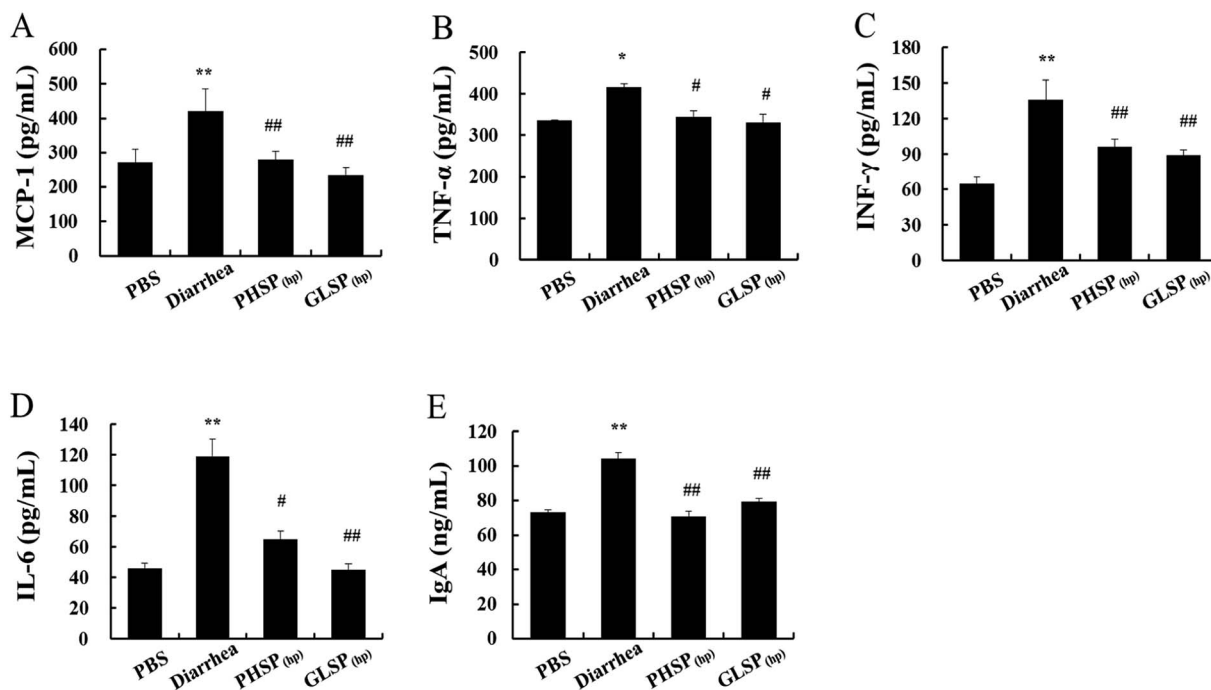 A
MCP-1 (pg/mL)
600
500
400
300
200
100
0
**
##
##
PBS
Diarrhea
PHSP(hp)
GLSP(hp)
B
TNF-α (pg/mL)
500
400
300
200
100
0
*
#
#
PBS
Diarrhea
PHSP(hp)
GLSP(hp)
C
INF-γ (pg/mL)
180
150
120
90
60
30
0
**
##
##
PBS
Diarrhea
PHSP(hp)
GLSP(hp)
D
IL-6 (pg/mL)
140
120
100
80
60
40
20
0
**
#
##
PBS
Diarrhea
PHSP(hp)
GLSP(hp)
E
IgA (ng/mL)
120
100
80
60
40
20
0
**
##
##
PBS
Diarrhea
PHSP(hp)
GLSP(hp)